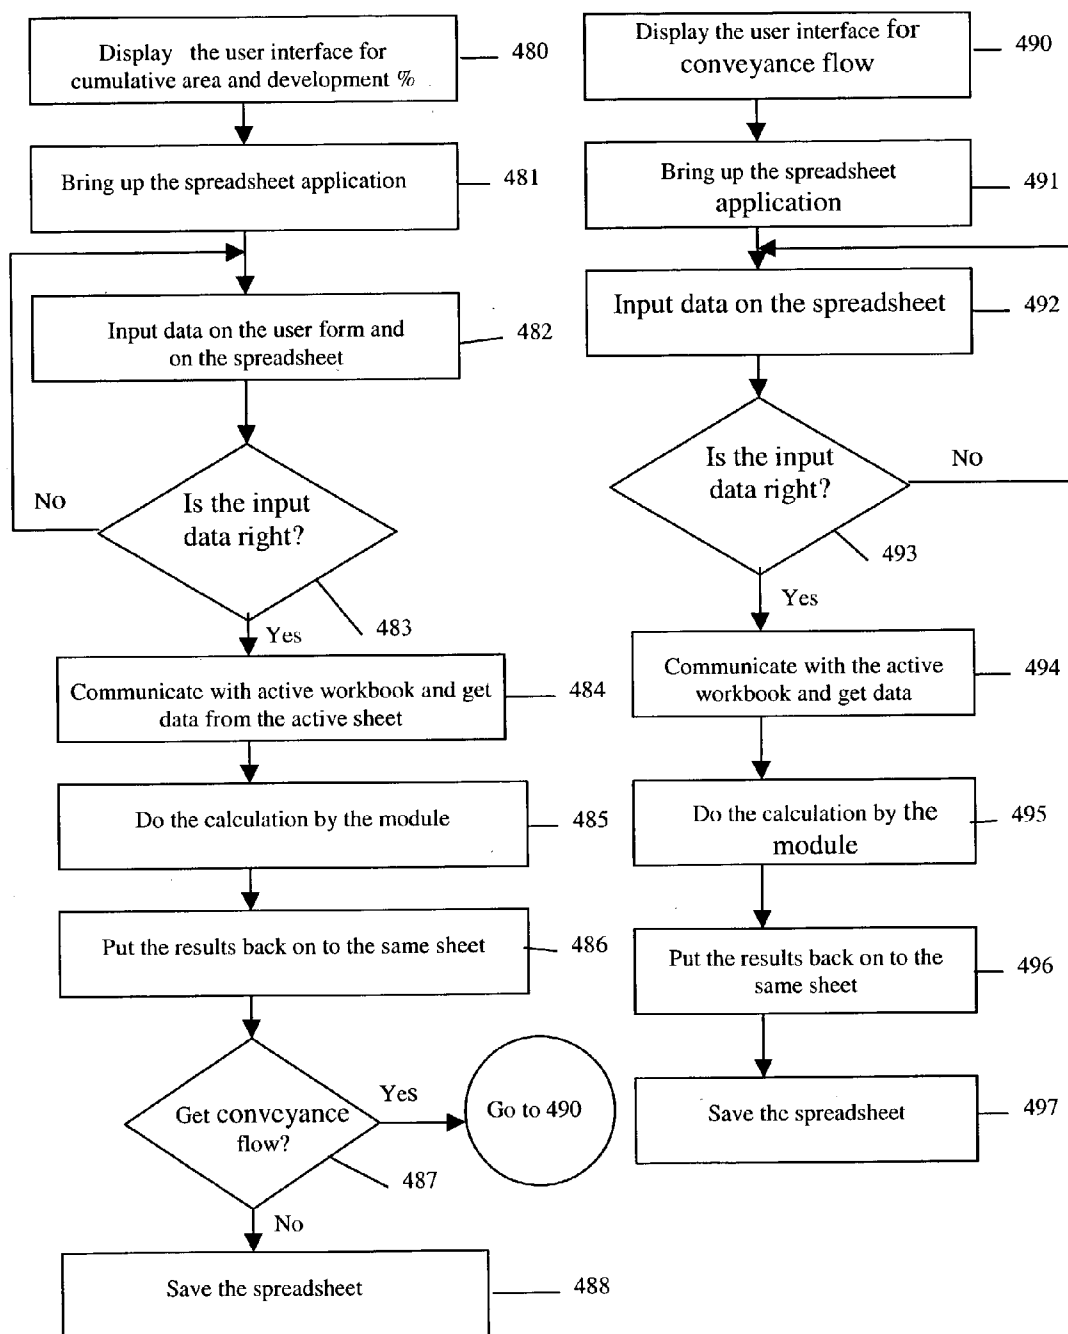 Display the user interface for
cumulative area and development %
480
Bring up the spreadsheet application
481
Input data on the user form and
on the spreadsheet
482
Is the input
data right?
No
483
Yes
Communicate with active workbook and get
data from the active sheet
484
Do the calculation by the module
485
Put the results back on to the same sheet
486
Get conveyance
flow?
Yes
Go to 490
487
No
Save the spreadsheet
488
Display the user interface for
conveyance flow
490
Bring up the spreadsheet
application
491
Input data on the spreadsheet
492
Is the input
data right?
No
493
Yes
Communicate with the active
workbook and get data
494
Do the calculation by the
module
495
Put the results back on to the
same sheet
496
Save the spreadsheet
497